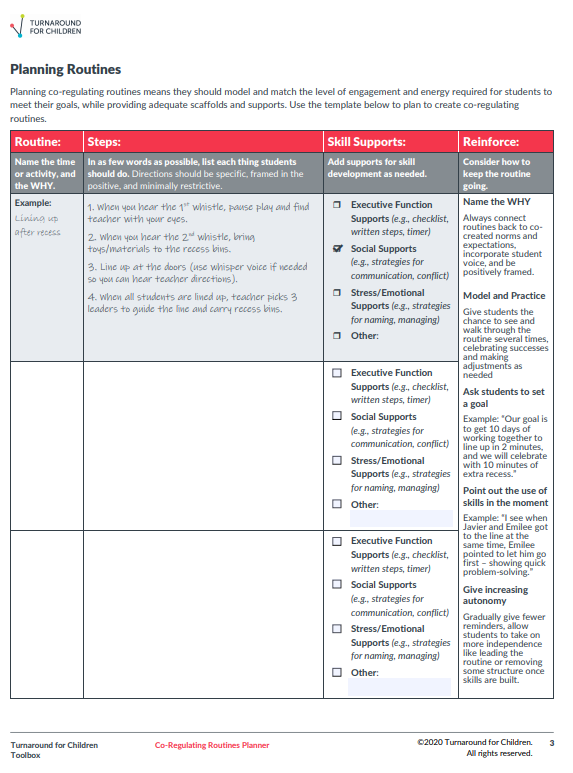 TURNAROUND
FOR CHILDREN
Planning Routines
Planning co-regulating routines means they should model and match the level of engagement and energy required for students to
meet their goals, while providing adequate scaffolds and supports. Use the template below to plan to create co-regulating
routines.
Routine:
Steps:
Skill Supports:
Reinforce:
Name the time
or activity, and
the WHY.
In as few words as possible, list each thing students
should do. Directions should be specific, framed in the
positive, and minimally restrictive.
Add supports for skill
development as needed.
Consider how to
keep the routine
going.
Example:
Lining up
after recess
1. When you hear the 1st whistle, pause play and find
teacher with your eyes.
2. When you hear the 2nd whistle, bring
toys/materials to the recess bins.
3. Line up at the doors (use whisper voice if needed
so you can hear teacher directions).
4. When all students are lined up, teacher picks 3
leaders to guide the line and carry recess bins.
Executive Function
Supports (e.g., checklist,
written steps, timer)
Social Supports
(e.g., strategies for
communication, conflict)
Stress/Emotional
Supports (e.g., strategies
for naming, managing)
Other:
Executive Function
Supports (e.g., checklist,
written steps, timer)
Social Supports
(e.g., strategies for
communication, conflict)
Stress/Emotional
Supports (e.g., strategies
for naming, managing)
Other:
Executive Function
Supports (e.g., checklist,
written steps, timer)
Social Supports
(e.g., strategies for
communication, conflict)
Stress/Emotional
Supports (e.g., strategies
for naming, managing)
Other:
Name the WHY
Always connect
routines back to co-
created norms and
expectations,
incorporate student
voice, and be
positively framed.
Model and Practice
Give students the
chance to see and
walk through the
routine several times,
celebrating successes
and making
adjustments as
needed
Ask students to set
a goal
Example: "Our goal is
to get 10 days of
working together to
line up in 2 minutes,
and we will celebrate
with 10 minutes of
extra recess."
Point out the use of
skills in the moment
Example: "I see when
Javier and Emilee got
to the line at the
same time, Emilee
pointed to let him go
first – showing quick
problem-solving."
Give increasing
autonomy
Gradually give fewer
reminders, allow
students to take on
more independence
like leading the
routine or removing
some structure once
skills are built.
Turnaround for Children
Toolbox
Co-Regulating Routines Planner
©2020 Turnaround for Children.
All rights reserved.
3